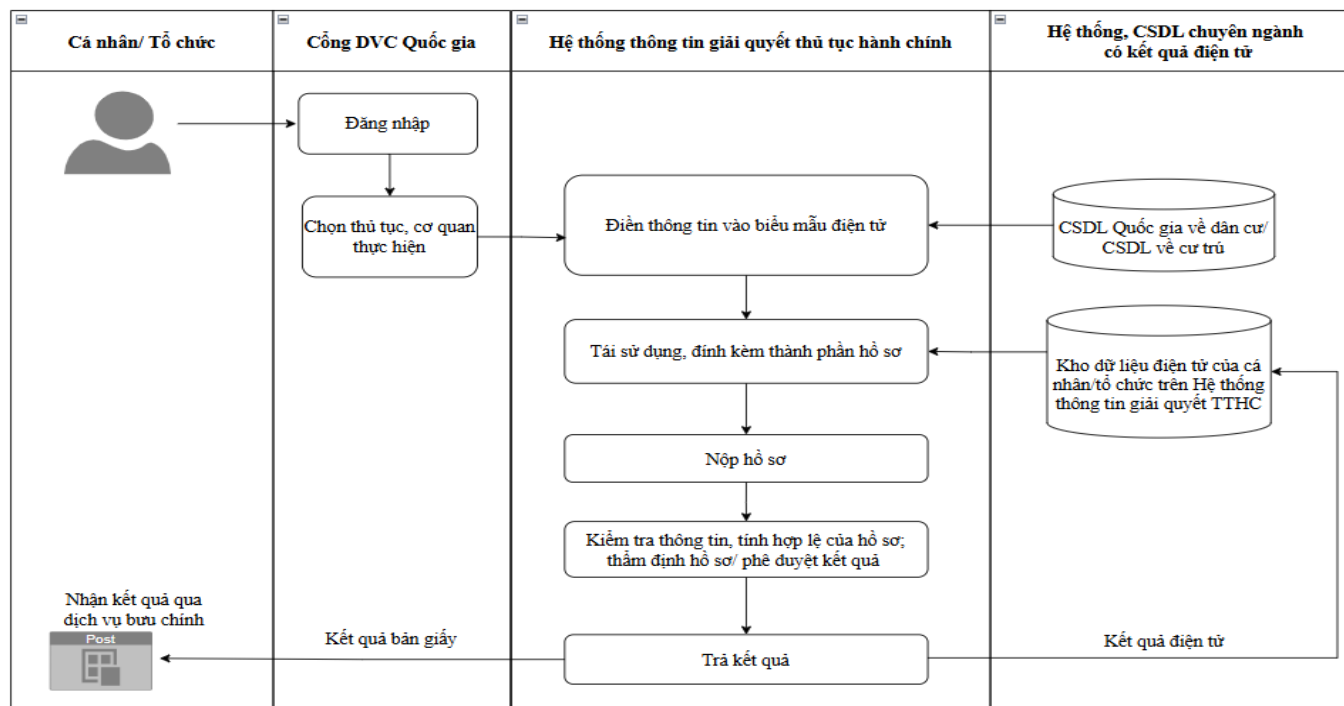 Cá nhân/ Tổ chức
Cổng DVC Quốc gia
Hệ thống thông tin giải quyết thủ tục hành chính
Hệ thống, CSDL chuyên ngành
có kết quả điện tử
Đăng nhập
Chọn thủ tục, cơ quan
thực hiện
Điền thông tin vào biểu mẫu điện tử
CSDL Quốc gia về dân cư/
CSDL về cư trú
Tái sử dụng, đính kèm thành phần hồ sơ
Kho dữ liệu điện tử của cá
nhân/tổ chức trên Hệ thống
thông tin giải quyết TTHC
Nộp hồ sơ
Kiểm tra thông tin, tính hợp lệ của hồ sơ;
thẩm định hồ sơ/ phê duyệt kết quả
Nhận kết quả qua
dịch vụ bưu chính
Post
Kết quả bản giấy
Trả kết quả
Kết quả điện tử